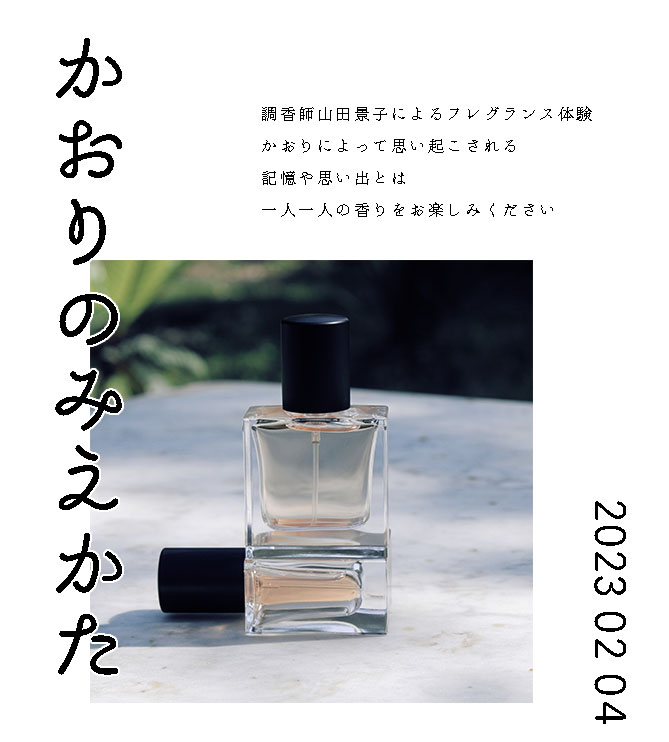 かおりのみえかた
調香師山田景子によるフレグランス体験
かおりによって思い起こされる
記憶や思い出とは
一人一人の香りをお楽しみください
2023 02 04